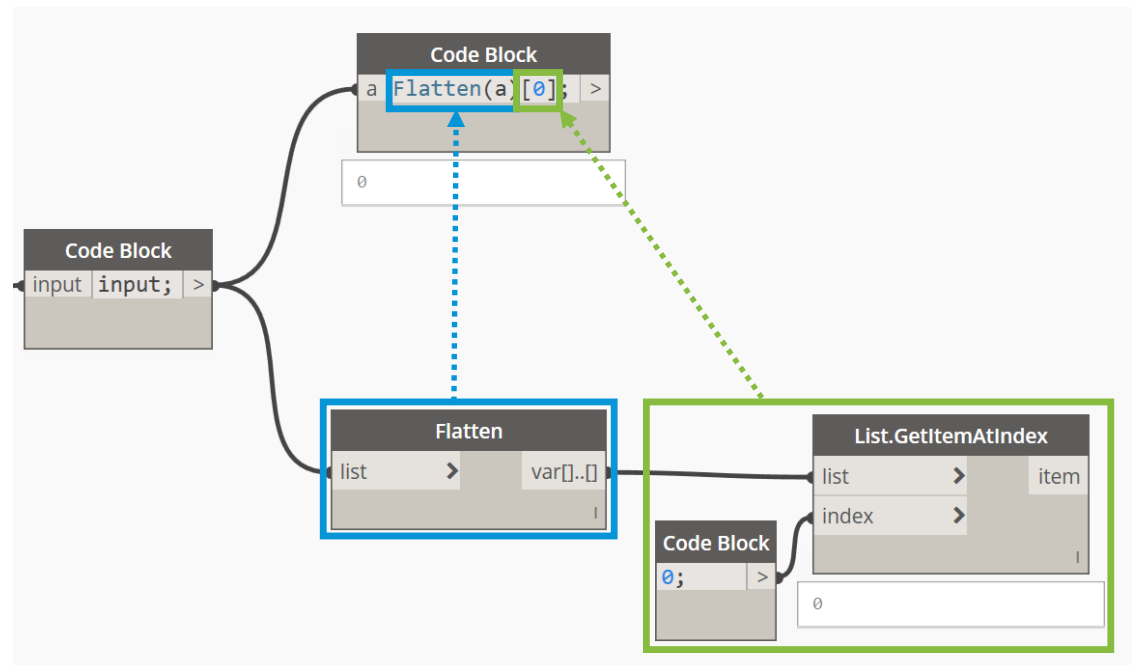 Code Block
a Flatten(a)[0]; >
0
Code Block
input input; >
Flatten
list > var[]..[]
l
List.GetItemAtIndex
list > item
index >
l
Code Block
0; >
0